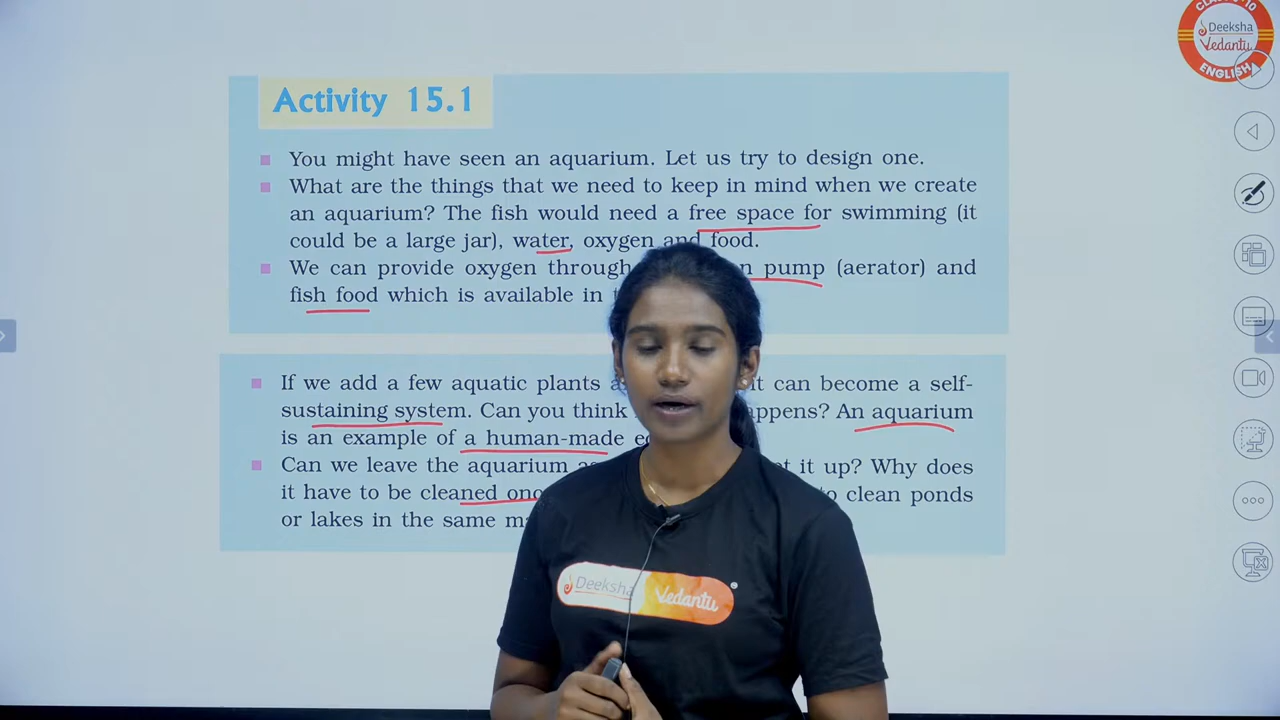 Activity 15.1
You might have seen an aquarium. Let us try to design one.
What are the things that we need to keep in mind when we create
an aquarium? The fish would need a free space for swimming (it
could be a large jar), water, oxygen and food.
We can provide oxygen through pump (aerator) and
fish food which is available in
If we add a few aquatic plants it can become a self-
sustaining system. Can you think happens? An aquarium
is an example of a human-made
Can we leave the aquarium it up? Why does
it have to be cleaned to clean ponds
or lakes in the same
CLASS 10
Deeksha
Vedantu
ENGLISH
Deeksha Vedantu